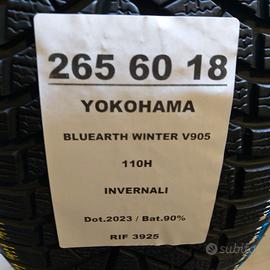 265 60 18
YOKOHAMA
BLUEARTH WINTER V905
110H
INVERNALI
Dot.2023 / Bat.90%
RIF 3925
subito